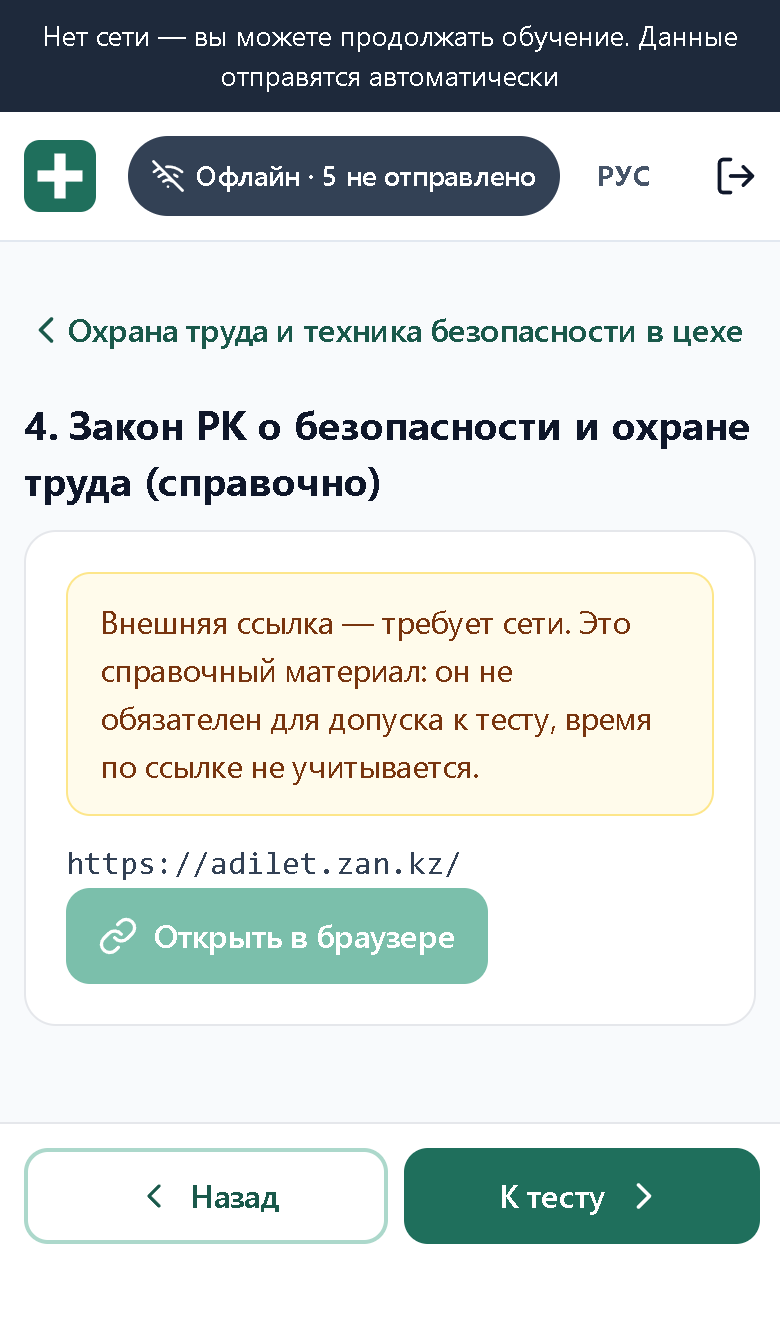 Нет сети — вы можете продолжать обучение. Данные
отправятся автоматически
Офлайн · 5 не отправлено
РУС
Охрана труда и техника безопасности в цехе
4. Закон РК о безопасности и охране
труда (справочно)
Внешняя ссылка — требует сети. Это
справочный материал: он не
обязателен для допуска к тесту, время
по ссылке не учитывается.
https://adilet.zan.kz/
Открыть в браузере
Назад
К тесту